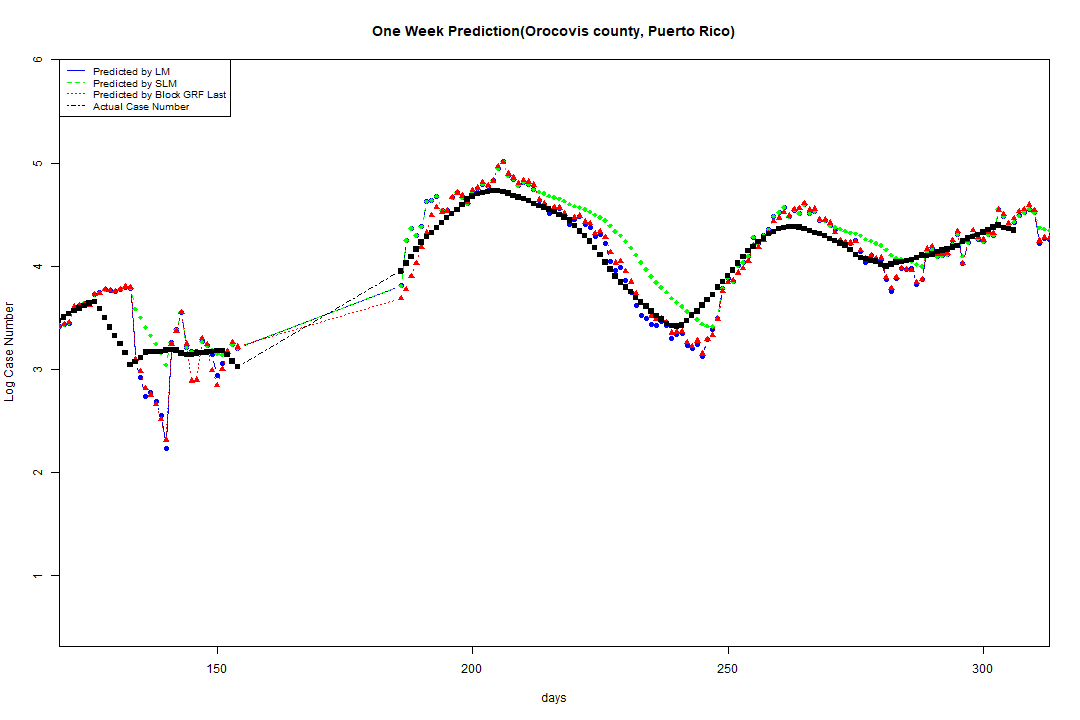 One Week Prediction(Orocovis county, Puerto Rico)
Predicted by LM
Predicted by SLM
Predicted by Block GRF Last
Actual Case Number
Log Case Number
6
5
4
3
2
1
150
200
250
300
days